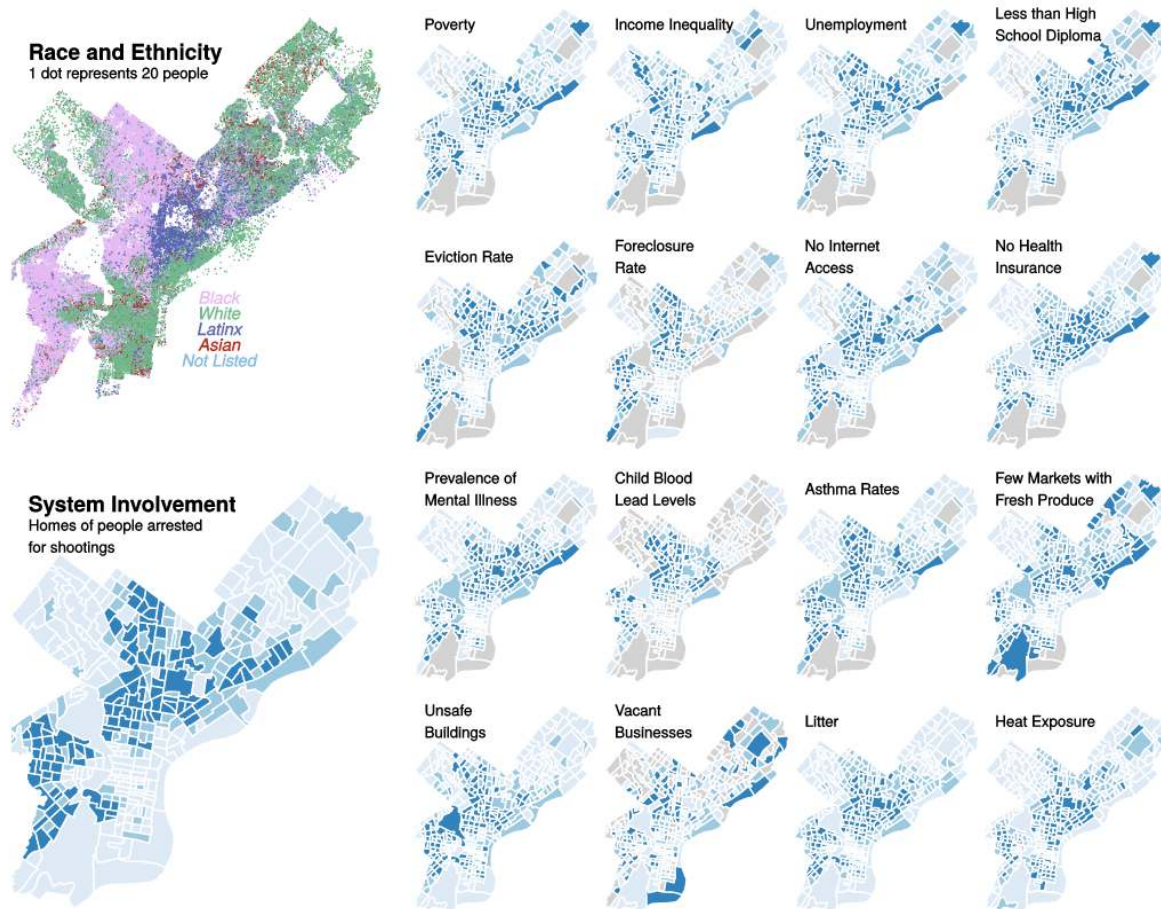 Race and Ethnicity
1 dot represents 20 people
Black
White
Latinx
Asian
Not Listed
System Involvement
Homes of people arrested
for shootings
Poverty
Income Inequality
Unemployment
Less than High
School Diploma
Eviction Rate
Foreclosure
Rate
No Internet
Access
No Health
Insurance
Prevalence of
Mental Illness
Child Blood
Lead Levels
Asthma Rates
Few Markets with
Fresh Produce
Unsafe
Buildings
Vacant
Businesses
Litter
Heat Exposure